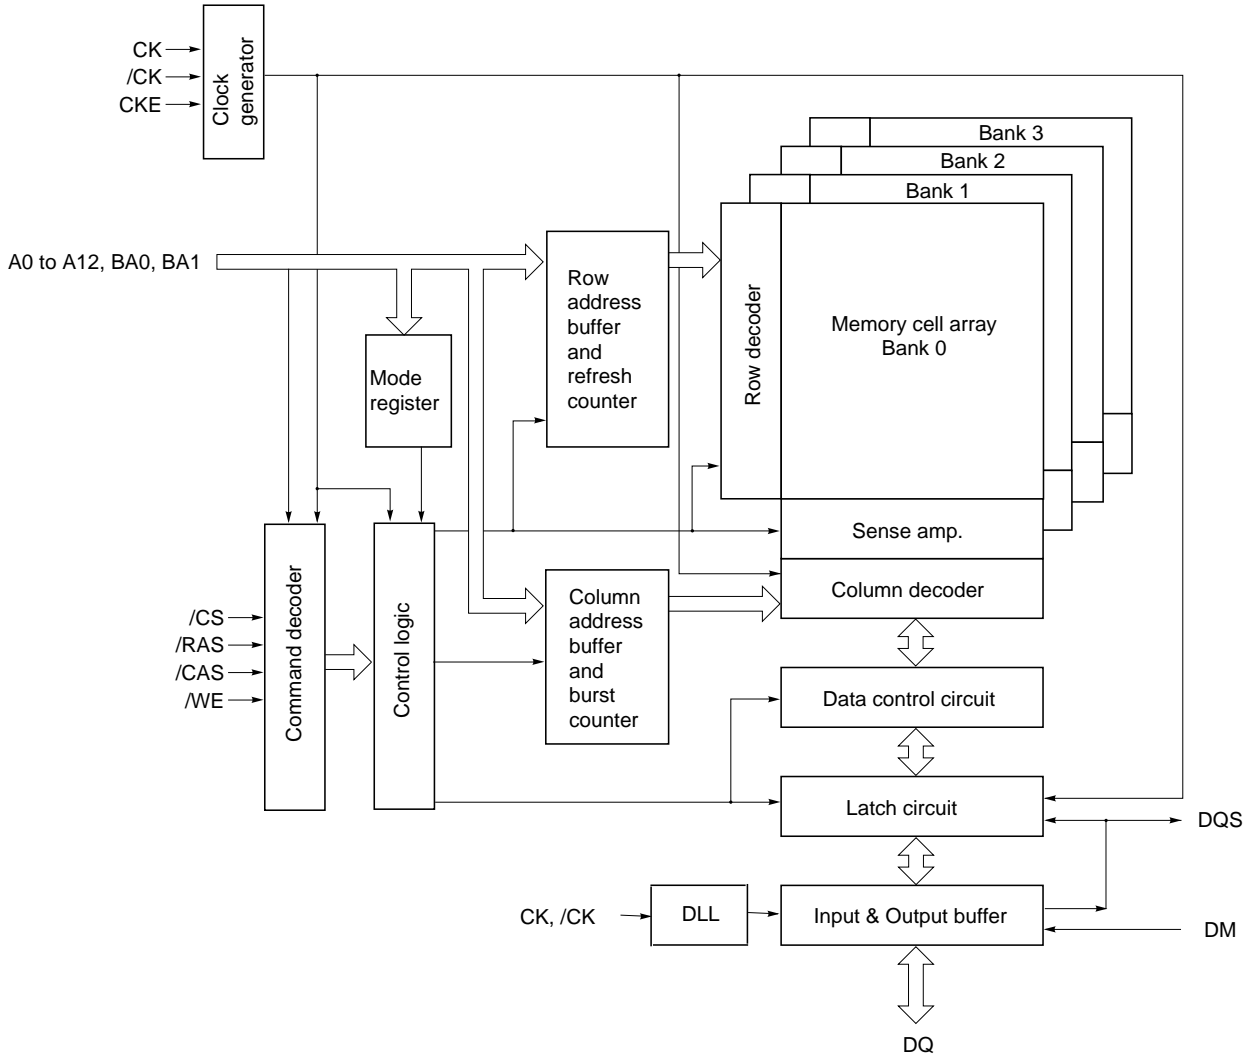 CK
/CK
CKE
Clock
generator
Bank 3
Bank 2
Bank 1
A0 to A12, BA0, BA1
Row
address
buffer
and
refresh
counter
Row decoder
Memory cell array
Bank 0
Mode
register
Sense amp.
Column decoder
/CS
/RAS
/CAS
/WE
Command decoder
Control logic
Column
address
buffer
and
burst
counter
Data control circuit
Latch circuit
DQS
CK, /CK
DLL
Input & Output buffer
DM
DQ